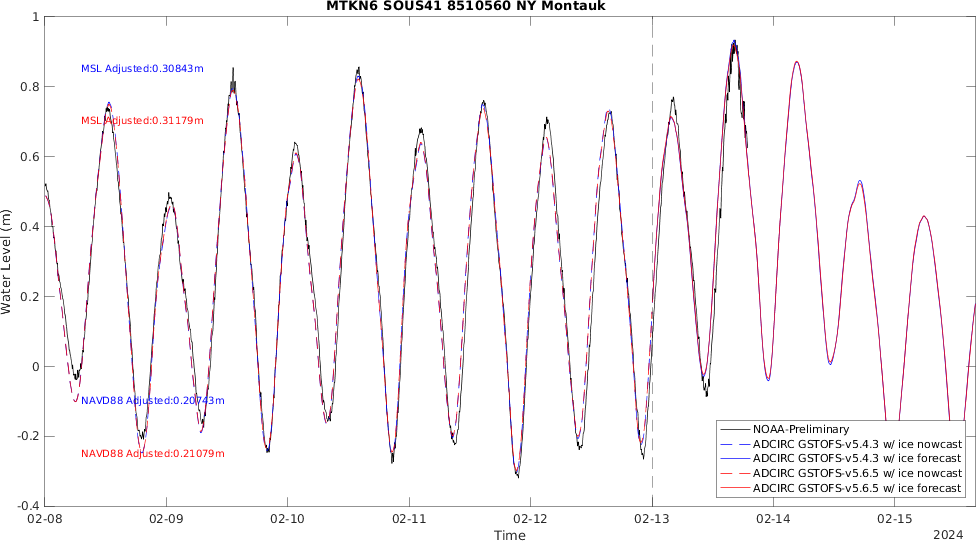 MTKN6 SOUS41 8510560 NY Montauk
1
0.8
0.6
0.4
0.2
0
-0.2
-0.4
Water Level (m)
MSL Adjusted:0.30843m
MSL Adjusted:0.31179m
NAVD88 Adjusted:0.20743m
NAVD88 Adjusted:0.21079m
NOAA-Preliminary
ADCIRC GSTOFS-v5.4.3 w/ ice nowcast
ADCIRC GSTOFS-v5.4.3 w/ ice forecast
ADCIRC GSTOFS-v5.6.5 w/ ice nowcast
ADCIRC GSTOFS-v5.6.5 w/ ice forecast
02-08 02-09 02-10 02-11 02-12 02-13 02-14 02-15
Time
2024